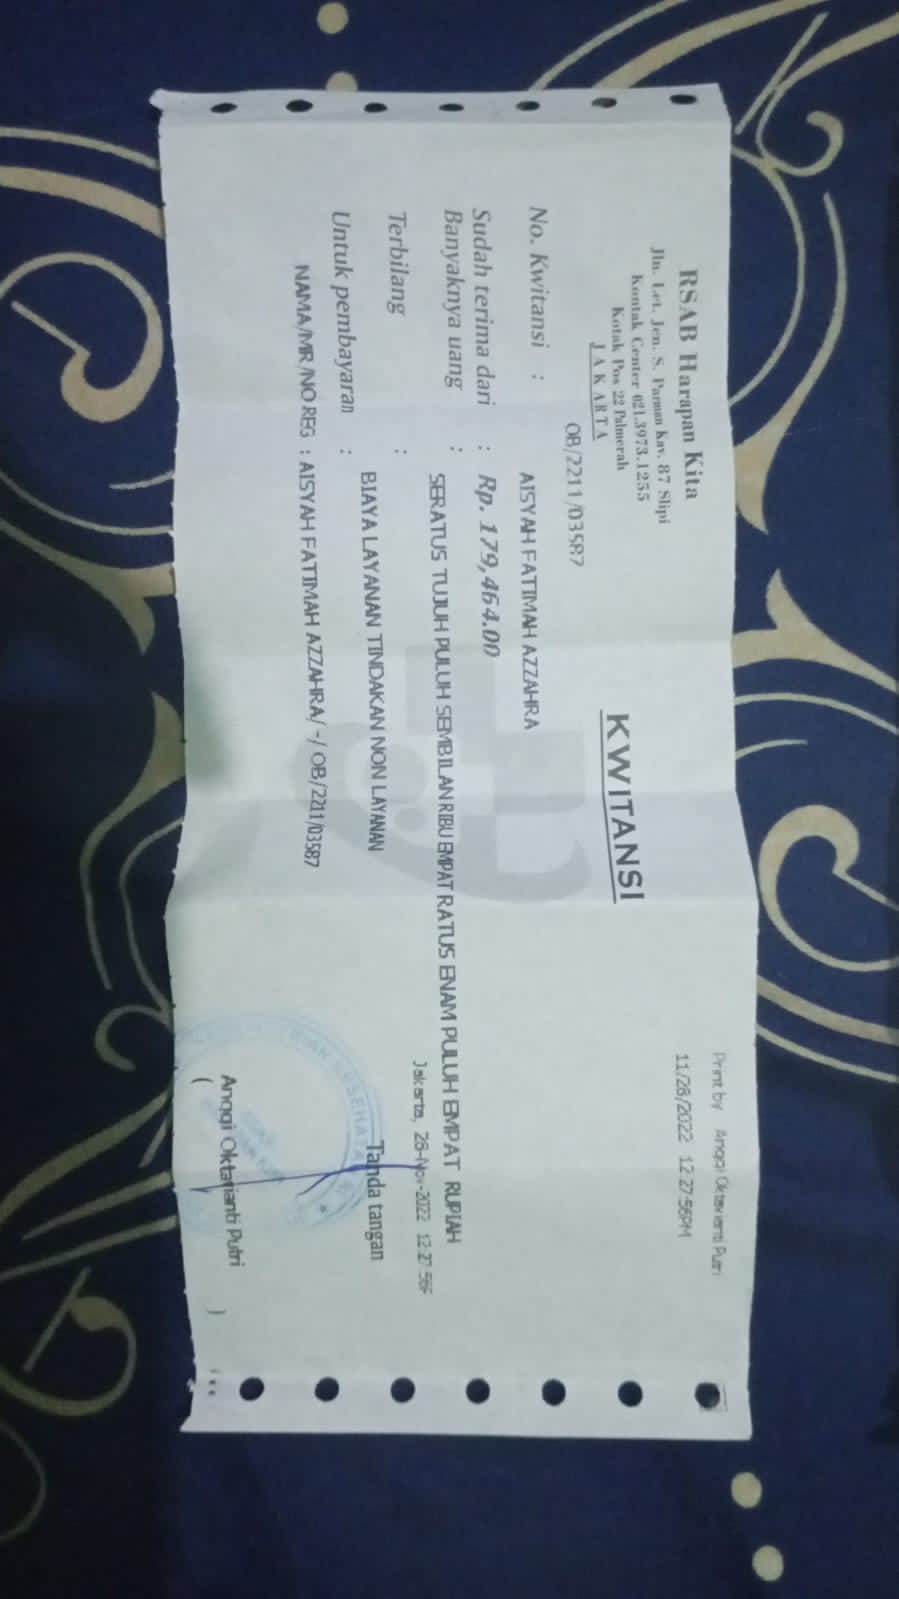 RSAB Harapan Kita
Jln. Let. Jen. S. Parman Kav. 87 Slipi
Kontak Center 021.3973.1255
Kotak Pos 22 Palmerah
JAKARTA
Print by Anggi Oktavianti Putri
11/28/2022 12:27:56PM
KWITANSI
OB/2211/03587
No. Kwitansi :
Sudah terima dari : AISYAH FATIMAH AZZAHRA
Banyaknya uang : Rp. 179,464.00
Terbilang : SERATUS TUJUH PULUH SEMBILAN RIBU EMPAT RATUS ENAM PULUH EMPAT RUPIAH
Untuk pembayaran : BIAYA LAYANAN TINDAKAN NON LAYANAN
NAMA/MR/NO REG : AISYAH FATIMAH AZZAHRA/ -/ OB/2211/03587
Jakarta, 28-Nov-2022 12:27:56F
Tanda tangan
Anggi Oktavianti Putri
( )